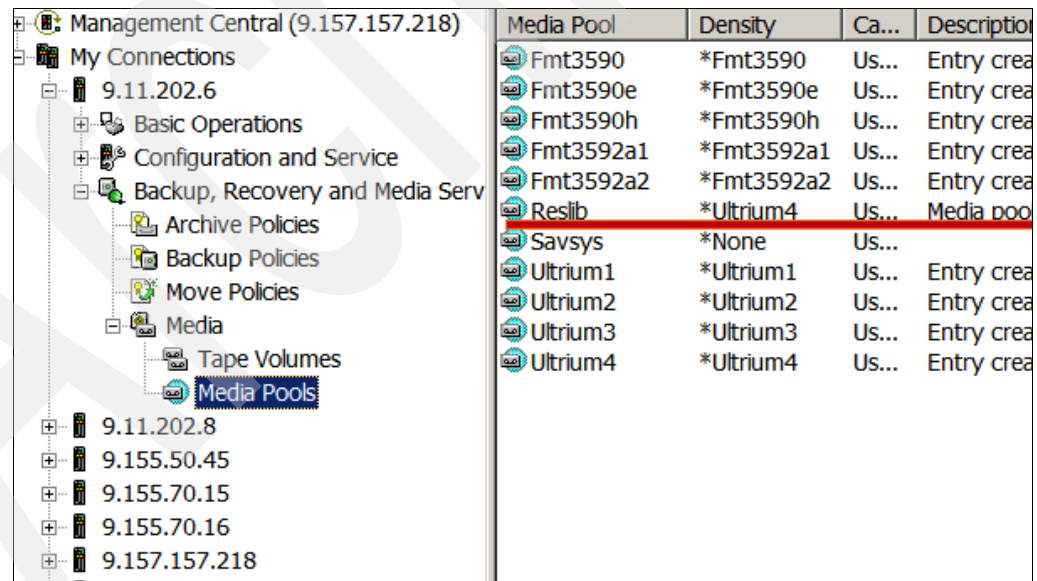 Management Central (9.157.157.218)
My Connections
9.11.202.6
Basic Operations
Configuration and Service
Backup, Recovery and Media Serv
Archive Policies
Backup Policies
Move Policies
Media
Tape Volumes
Media Pools
9.11.202.8
9.155.50.45
9.155.70.15
9.155.70.16
9.157.157.218
Media Pool Density Ca... Description
Fmt3590 *Fmt3590 Us... Entry crea
Fmt3590e *Fmt3590e Us... Entry crea
Fmt3590h *Fmt3590h Us... Entry crea
Fmt3592a1 *Fmt3592a1 Us... Entry crea
Fmt3592a2 *Fmt3592a2 Us... Entry crea
Reslib *Ultrium4 Us... Media poo
Savsys *None Us...
Ultrium1 *Ultrium1 Us... Entry crea
Ultrium2 *Ultrium2 Us... Entry crea
Ultrium3 *Ultrium3 Us... Entry crea
Ultrium4 *Ultrium4 Us... Entry crea